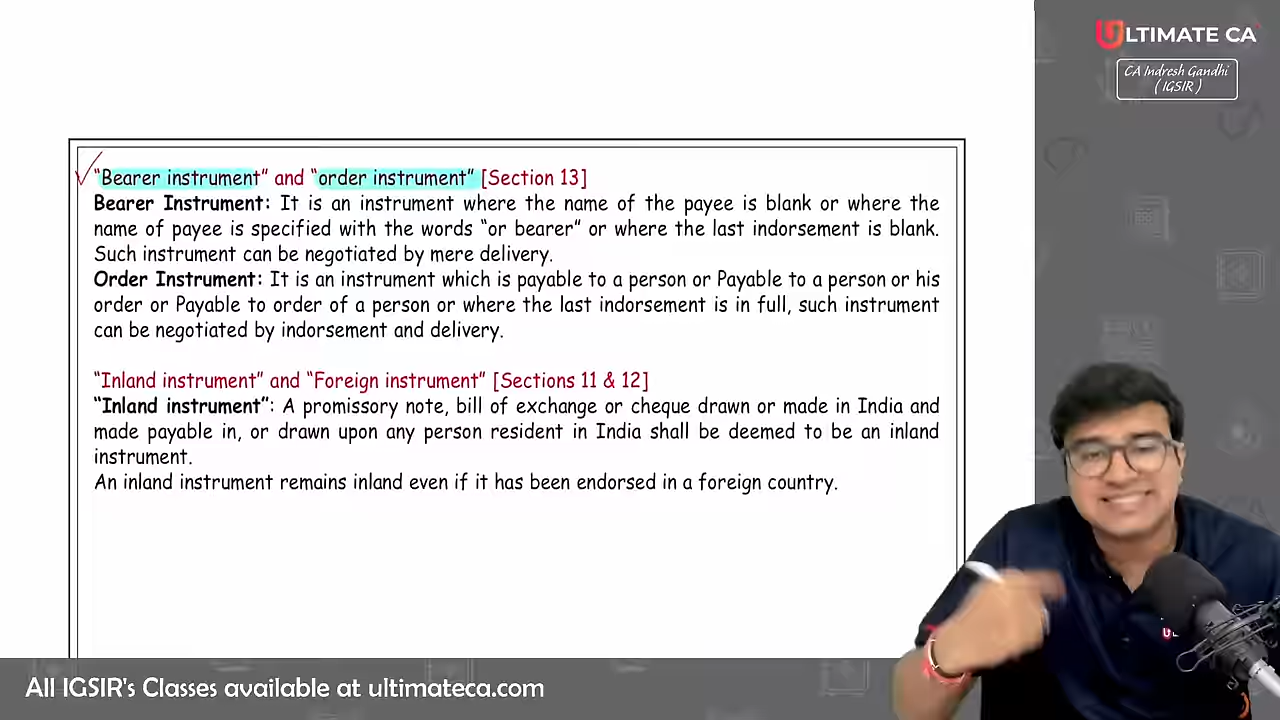 ULTIMATE CA
CA Indresh Gandhi
( IGSIR )
“Bearer instrument” and “order instrument” [Section 13]
Bearer Instrument: It is an instrument where the name of the payee is blank or where the
name of payee is specified with the words “or bearer” or where the last indorsement is blank.
Such instrument can be negotiated by mere delivery.
Order Instrument: It is an instrument which is payable to a person or Payable to a person or his
order or Payable to order of a person or where the last indorsement is in full, such instrument
can be negotiated by indorsement and delivery.
“Inland instrument” and “Foreign instrument” [Sections 11 & 12]
“Inland instrument”: A promissory note, bill of exchange or cheque drawn or made in India and
made payable in, or drawn upon any person resident in India shall be deemed to be an inland
instrument.
An inland instrument remains inland even if it has been endorsed in a foreign country.
All IGSIR's Classes available at ultimateca.com